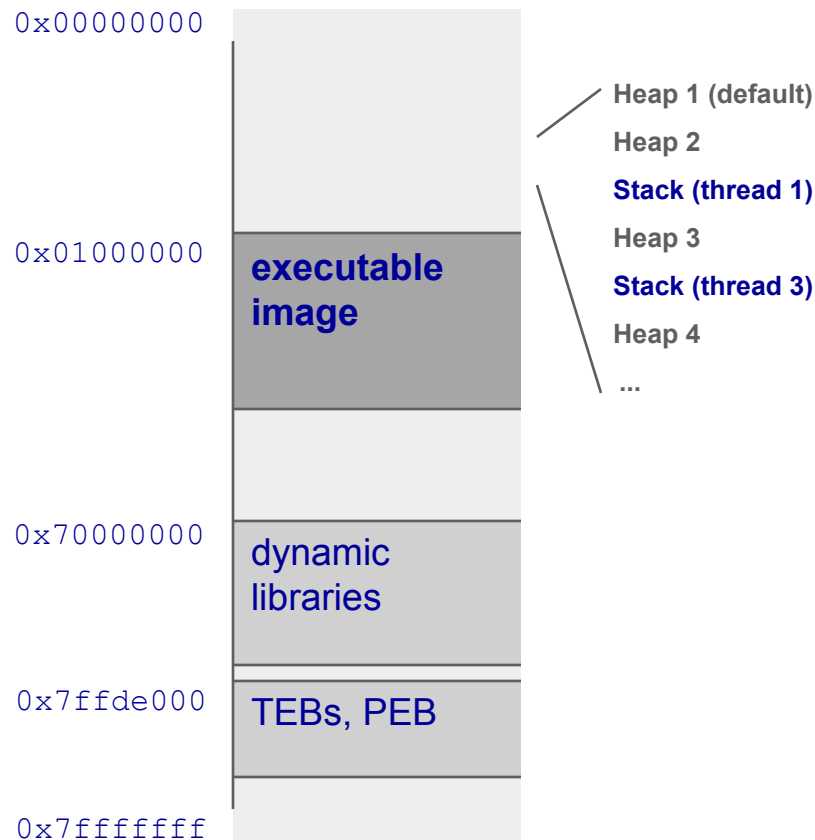 0x00000000
Heap 1 (default)
Heap 2
Stack (thread 1)
0x01000000
executable
image
Heap 3
Stack (thread 3)
Heap 4
...
0x70000000
dynamic
libraries
0x7ffde000
TEBs, PEB
0x7fffffff